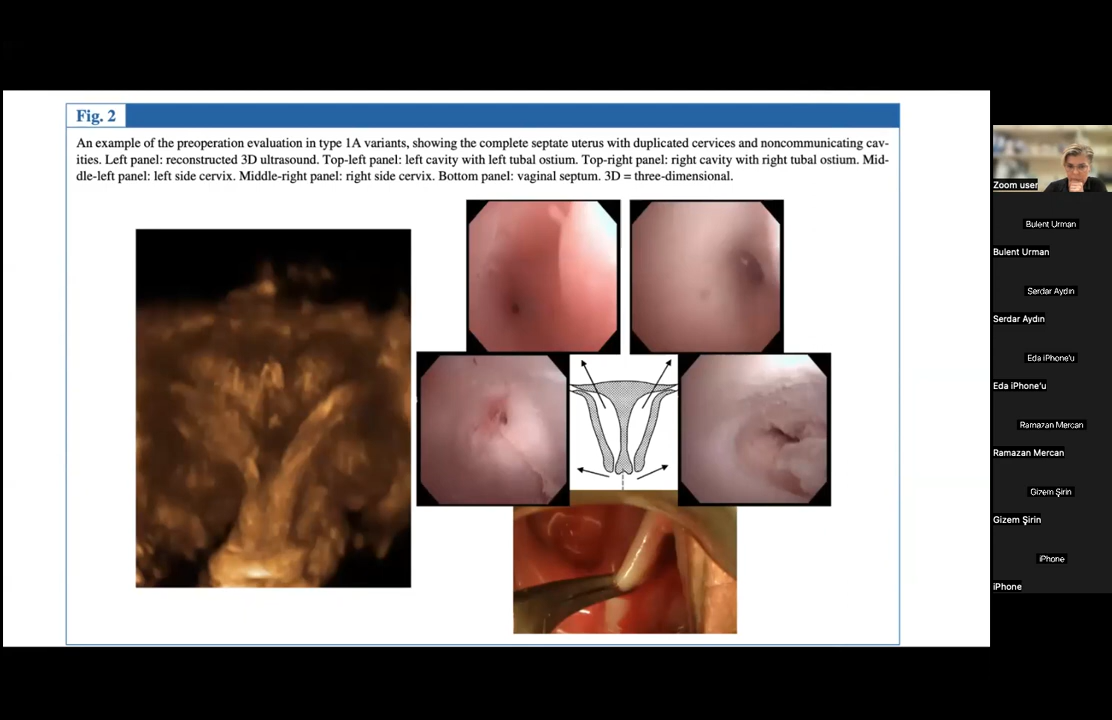 Fig. 2
An example of the preoperation evaluation in type 1A variants, showing the complete septate uterus with duplicated cervices and noncommunicating cav-
ities. Left panel: reconstructed 3D ultrasound. Top-left panel: left cavity with left tubal ostium. Top-right panel: right cavity with right tubal ostium. Mid-
dle-left panel: left side cervix. Middle-right panel: right side cervix. Bottom panel: vaginal septum. 3D = three-dimensional.
Zoom user
Bulent Urman
Bulent Urman
Serdar Aydın
Serdar Aydın
Eda iPhone'u
Eda iPhone'u
Ramazan Mercan
Ramazan Mercan
Gizem Şirin
Gizem Şirin
iPhone
iPhone